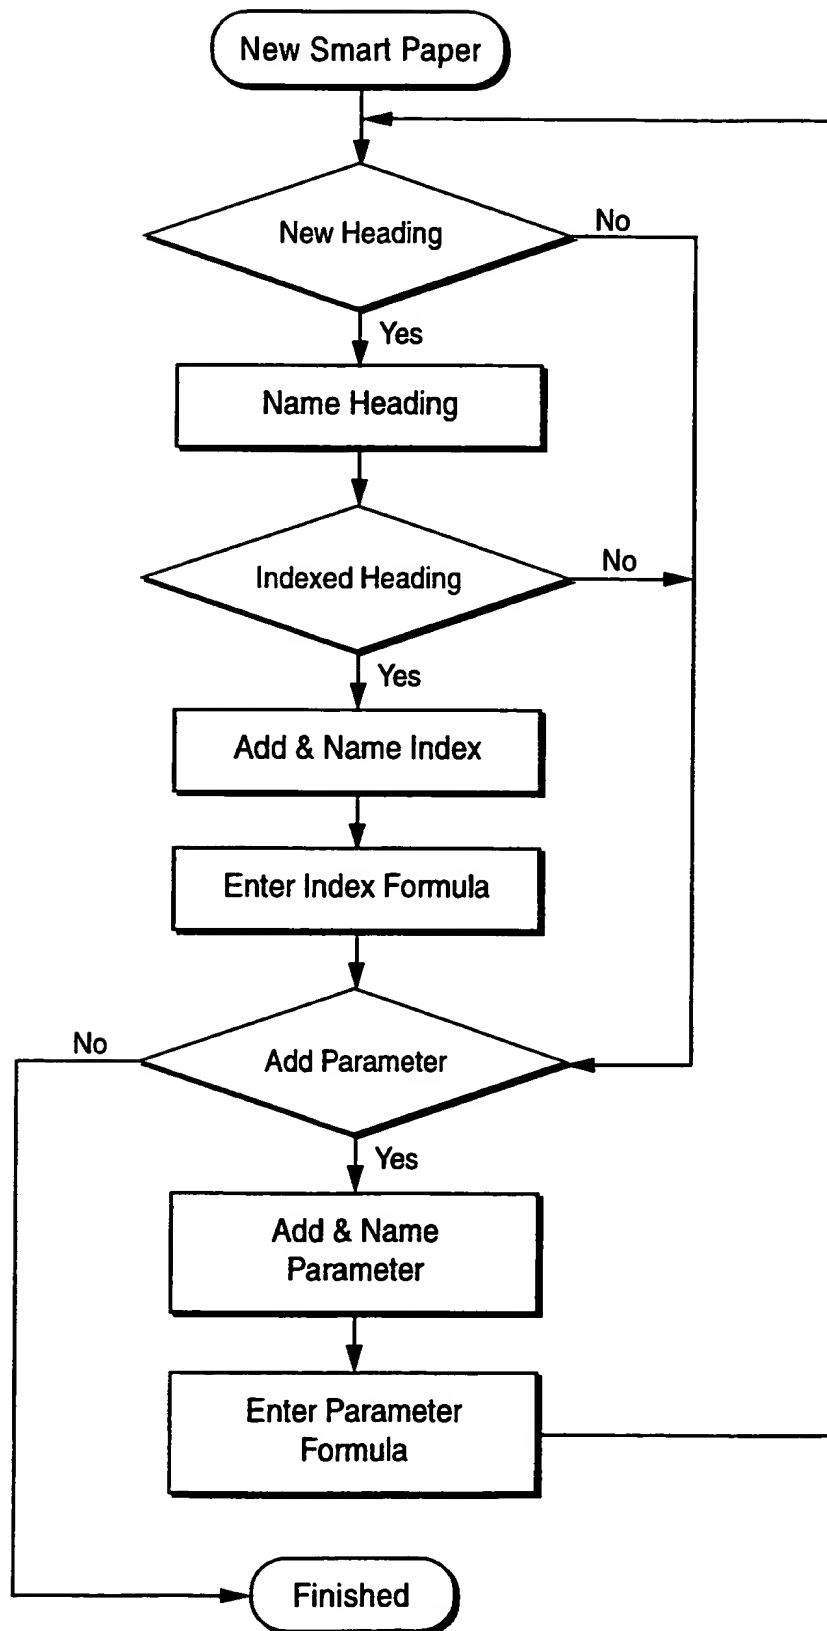 New Smart Paper
New Heading
No
Yes
Name Heading
Indexed Heading
No
Yes
Add & Name Index
Enter Index Formula
No
Add Parameter
Yes
Add & Name
Parameter
Enter Parameter
Formula
Finished